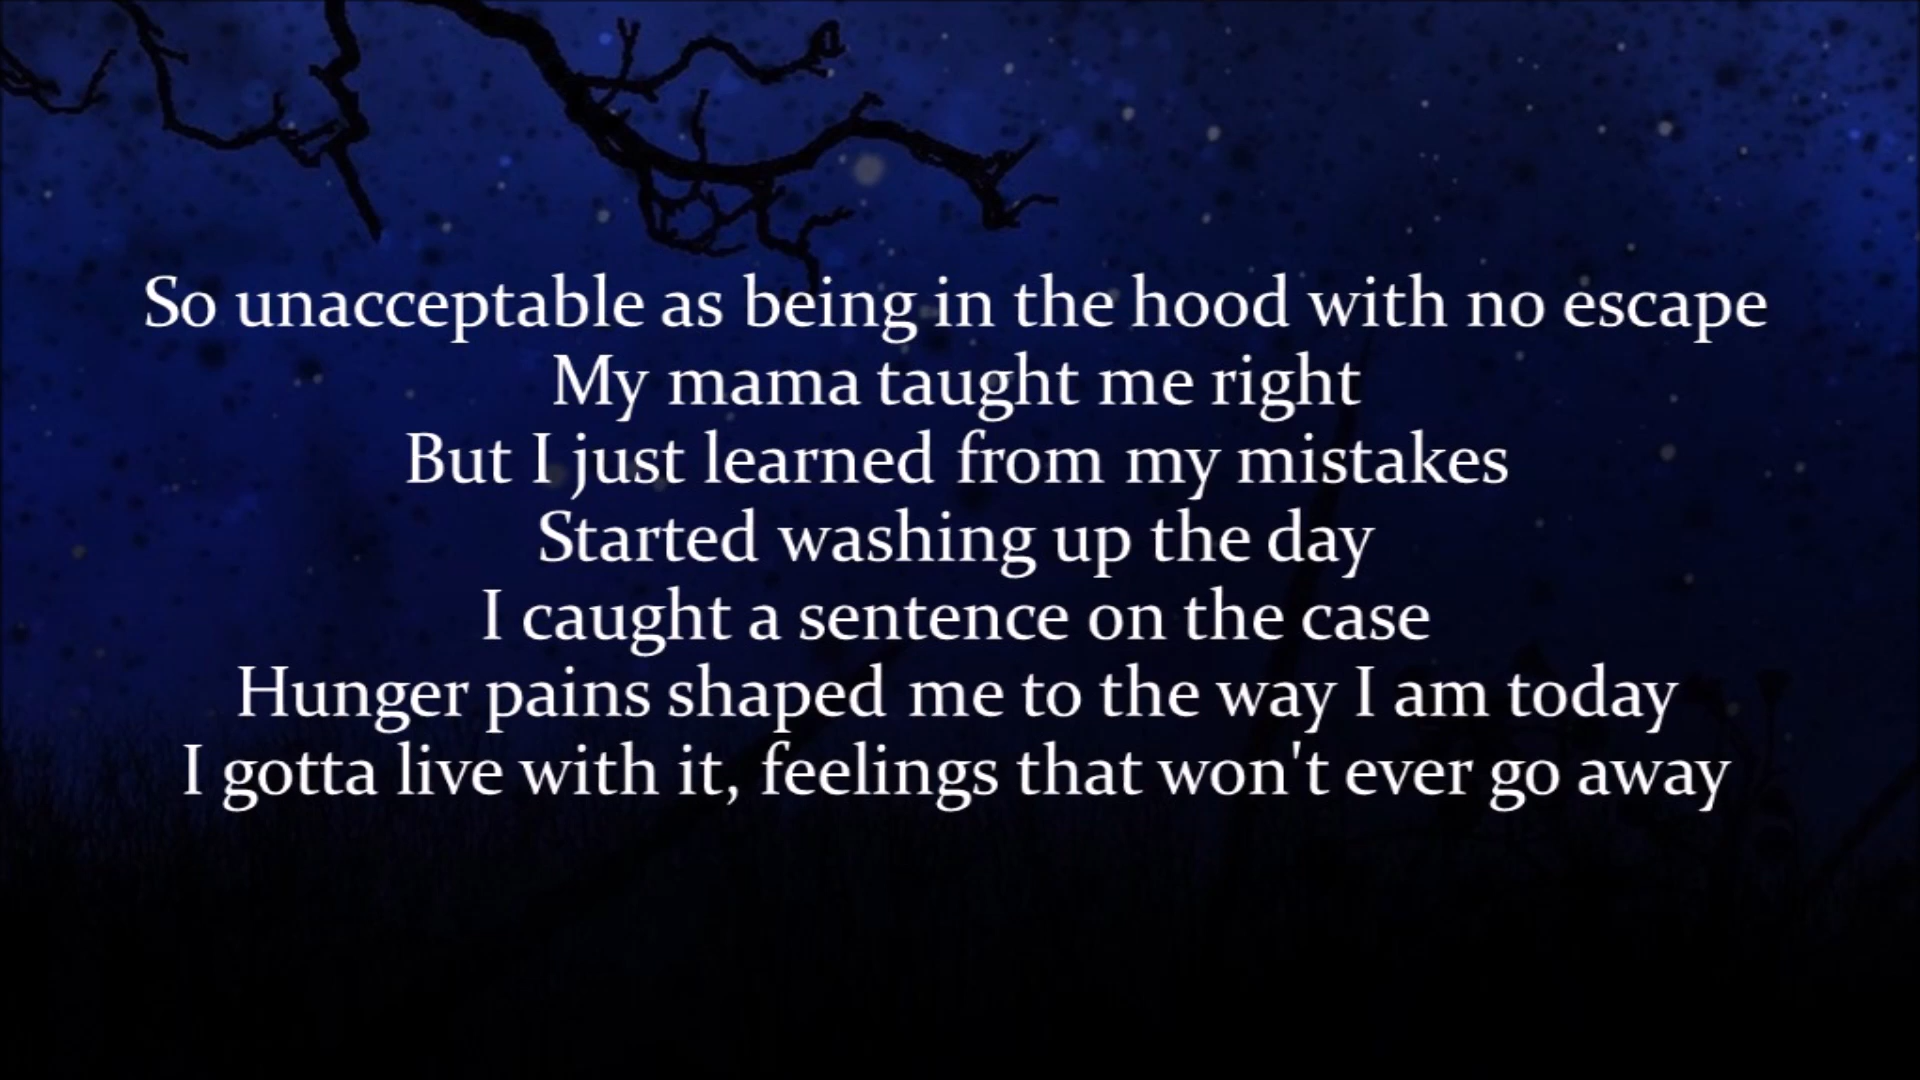 So unacceptable as being in the hood with no escape
My mama taught me right
But I just learned from my mistakes
Started washing up the day
I caught a sentence on the case
Hunger pains shaped me to the way I am today
I gotta live with it, feelings that won't ever go away